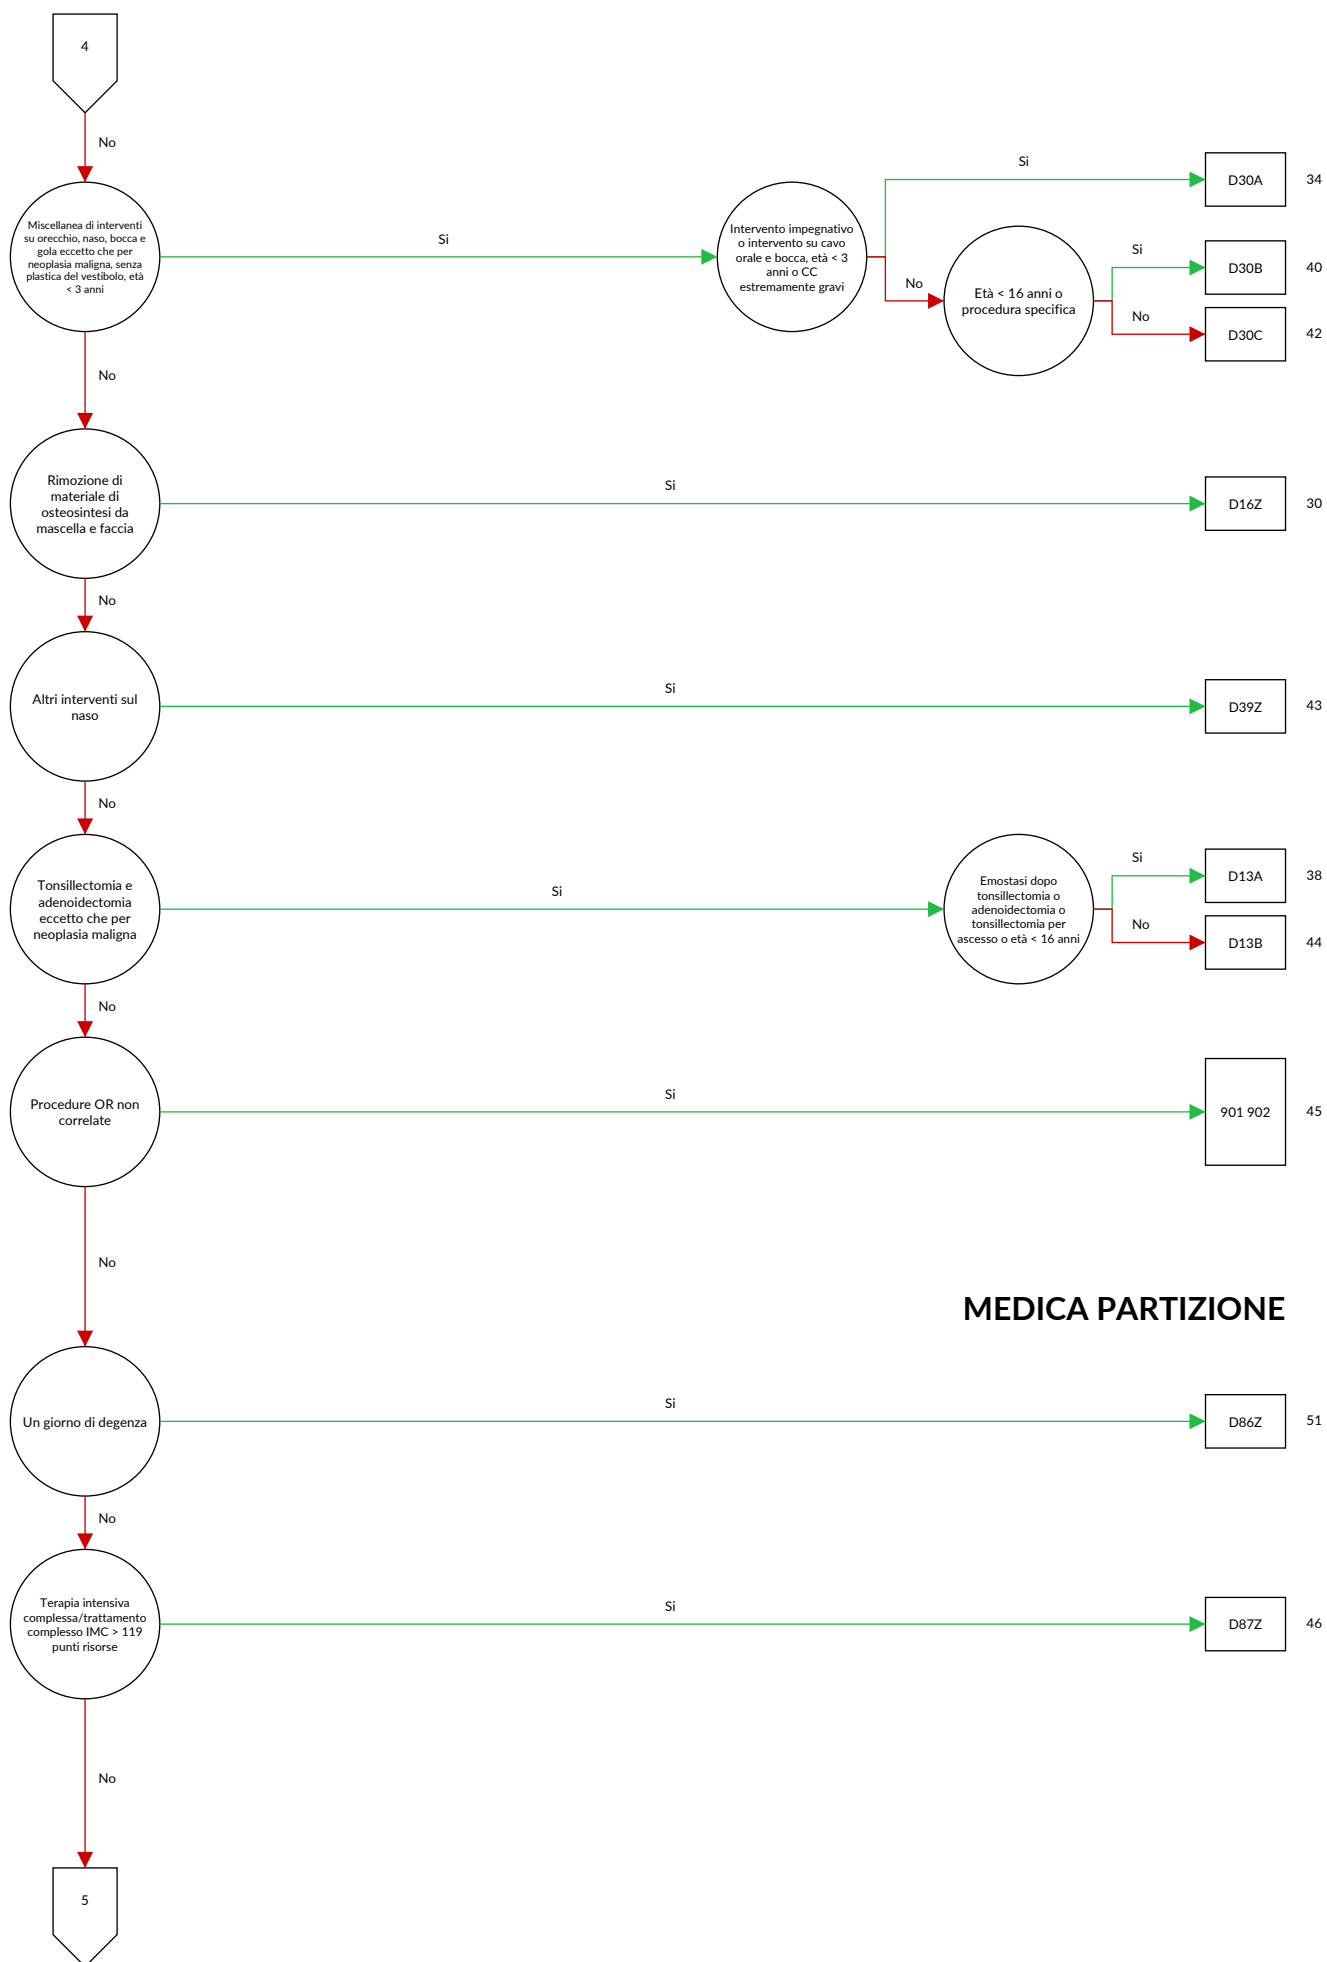 4
No
Miscellanea di interventi
su orecchio, naso, bocca e
gola eccetto che per
neoplasia maligna, senza
plastica del vestibolo, età
< 3 anni
Si
Intervento impegnativo
o intervento su cavo
orale e bocca, età < 3
anni o CC
estremamente gravi
Si
D30A
34
No
Età < 16 anni o
procedura specifica
Si
D30B
40
No
D30C
42
No
Rimozione di
materiale di
osteosintesi da
mascella e faccia
Si
D16Z
30
No
Altri interventi sul
naso
Si
D39Z
43
No
Tonsillectomia e
adenoidectomia
eccetto che per
neoplasia maligna
Si
Emostasi dopo
tonsillectomia o
adenoidectomia o
tonsillectomia per
ascesso o età < 16 anni
Si
D13A
38
No
D13B
44
No
Procedure OR non
correlate
Si
901 902
45
No
MEDICA PARTIZIONE
Un giorno di degenza
Si
D86Z
51
No
Terapia intensiva
complessa/trattamento
complesso IMC > 119
punti risorse
Si
D87Z
46
No
5